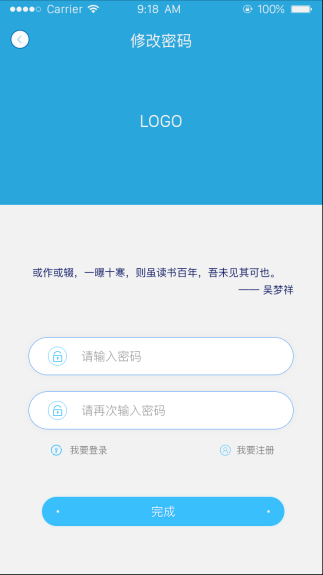 Carrier 9:18 AM 100%
修改密码
LOGO
或作或辍，一曝十寒，则虽读书百年，吾未见其可也。
—— 吴梦祥
请输入密码
请再次输入密码
我要登录 我要注册
完成